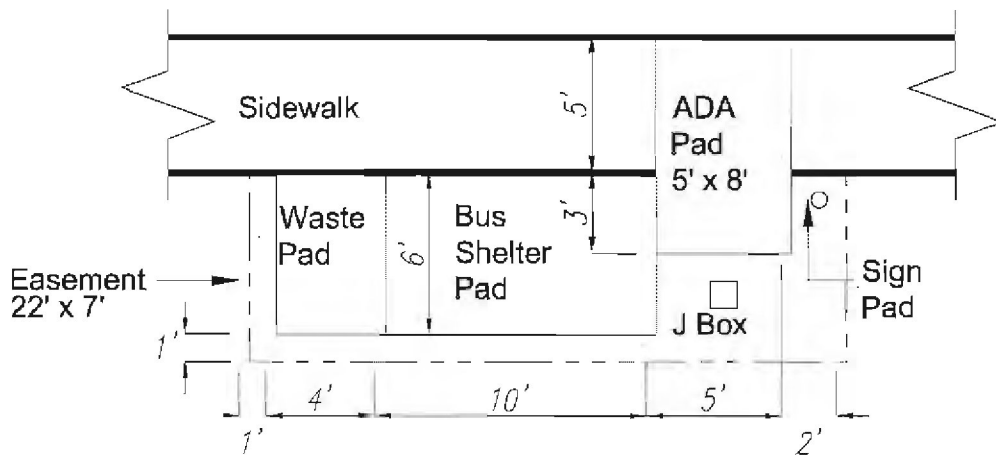 Sidewalk
5'
ADA
Pad
5' x 8'
Waste
Pad
6'
Bus
Shelter
Pad
3'
Easement
22' x 7'
Sign
Pad
J Box
1'
4'
10'
5'
1'
2'